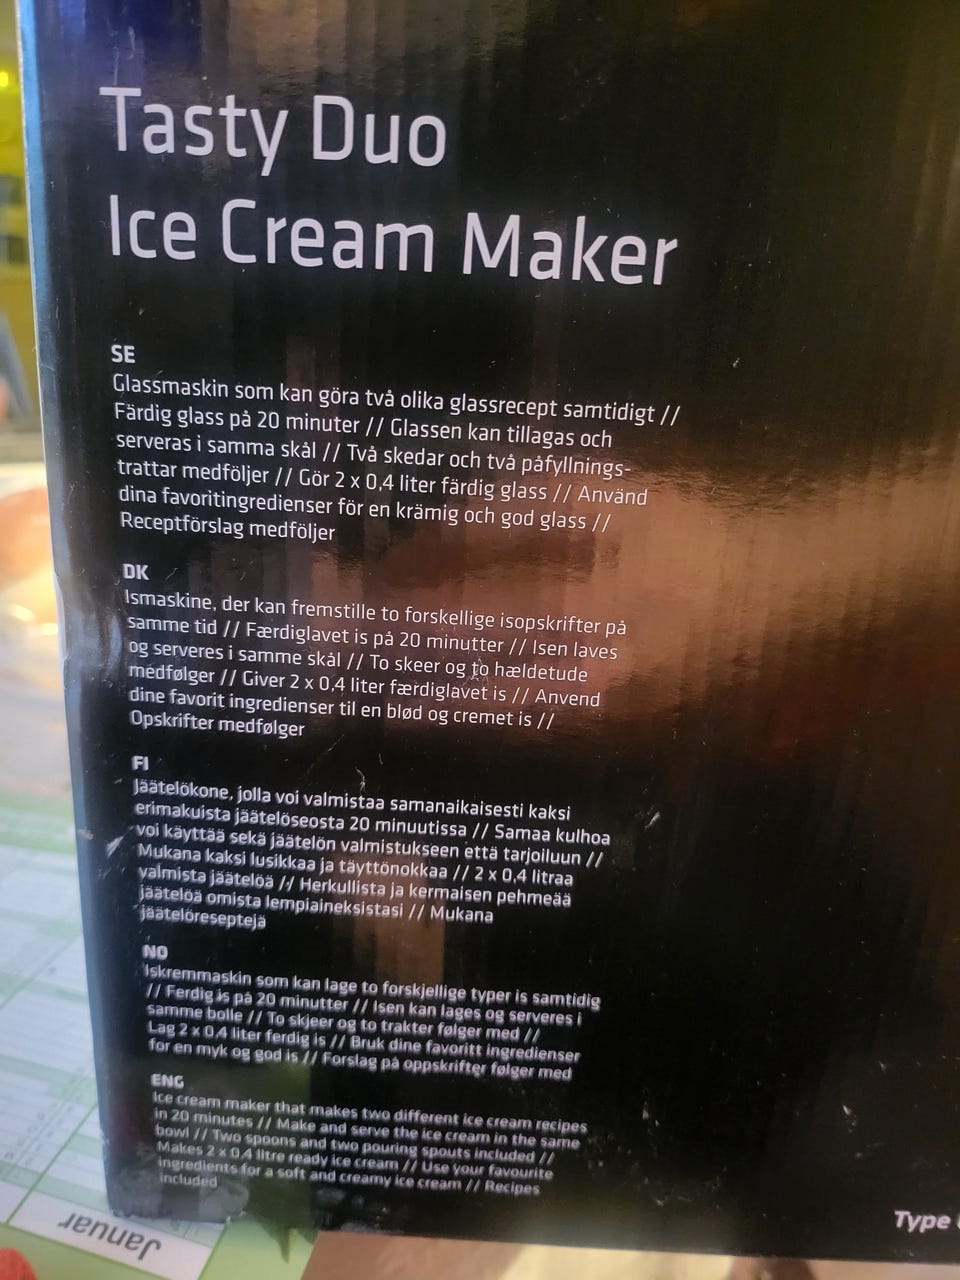 Tasty Duo
Ice Cream Maker
SE
Glassmaskin som kan göra två olika glassrecept samtidigt //
Färdig glass på 20 minuter // Glassen kan tillagas och
serveras i samma skål // Två skedar och två påfyllnings-
trattar medföljer // Gör 2 x 0,4 liter färdig glass // Använd
dina favoritingredienser för en krämig och god glass //
Receptförslag medföljer
DK
Ismaskine, der kan fremstille to forskellige isopskrifter på
samme tid // Færdiglavet is på 20 minutter // Isen laves
og serveres i samme skål // To skeer og to hældetude
medfølger // Giver 2 x 0,4 liter færdiglavet is // Anvend
dine favorit ingredienser til en blød og cremet is //
Opskrifter medfølger
FI
Jäätelökone, jolla voi valmistaa samanaikaisesti kaksi
erimakuista jäätelöseosta 20 minuutissa // Samaa kulhoa
voi käyttää sekä jäätelön valmistukseen että tarjoiluun //
Mukana kaksi lusikkaa ja täyttönokkaa // 2 x 0,4 litraa
valmista jäätelöä // Herkullista ja kermaisen pehmeää
jäätelöä omista lempiaineksistasi // Mukana
jäätelöreseptejä
NO
Iskremmaskin som kan lage to forskjellige typer is samtidig
// Ferdig is på 20 minutter // Isen kan lages og serveres i
samme bolle // To skjeer og to trakter følger med //
Lag 2 x 0,4 liter ferdig is // Bruk dine favoritt ingredienser
for en myk og god is // Forslag på oppskrifter følger med
ENG
Ice cream maker that makes two different ice cream recipes
in 20 minutes // Make and serve the ice cream in the same
bowl // Two spoons and two pouring spouts included //
Makes 2 x 0,4 litre ready ice cream // Use your favourite
ingredients for a soft and creamy ice cream // Recipes
included
Type
Januar